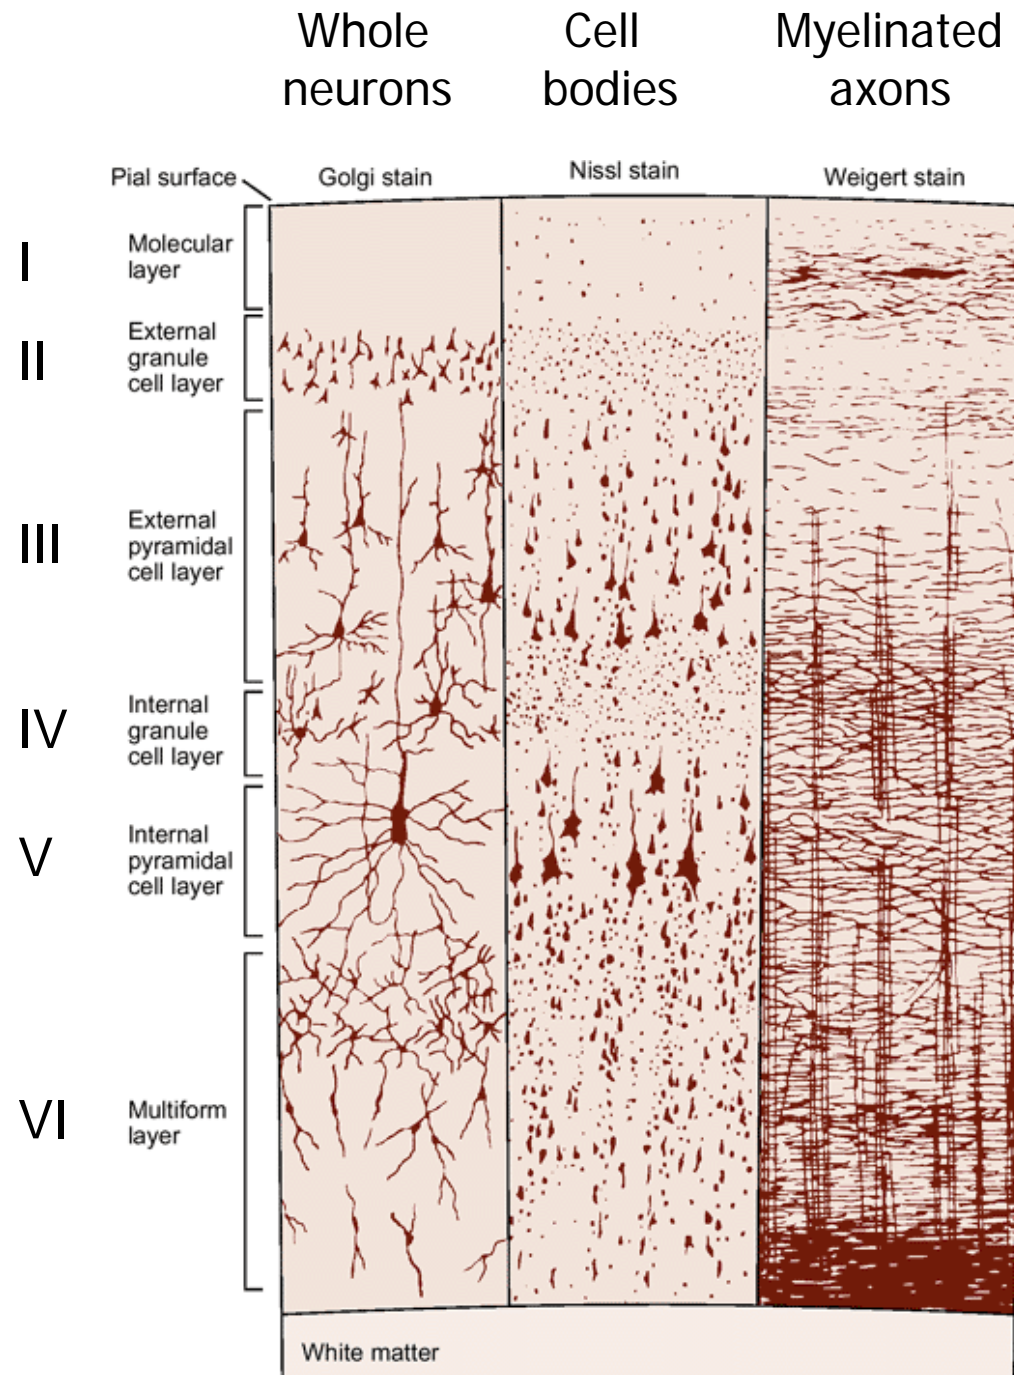 Whole
neurons
Cell
bodies
Myelinated
axons
Pial surface
Golgi stain
Nissl stain
Weigert stain
I
Molecular
layer
II
External
granule
cell layer
III
External
pyramidal
cell layer
IV
Internal
granule
cell layer
V
Internal
pyramidal
cell layer
VI
Multiform
layer
White matter